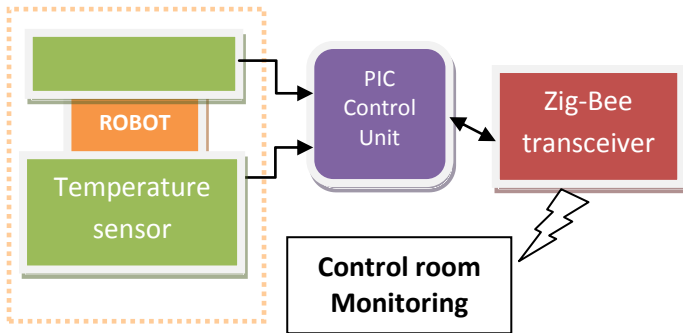 ROBOT
Temperature
sensor
PIC
Control
Unit
Zig-Bee
transceiver
Control room
Monitoring